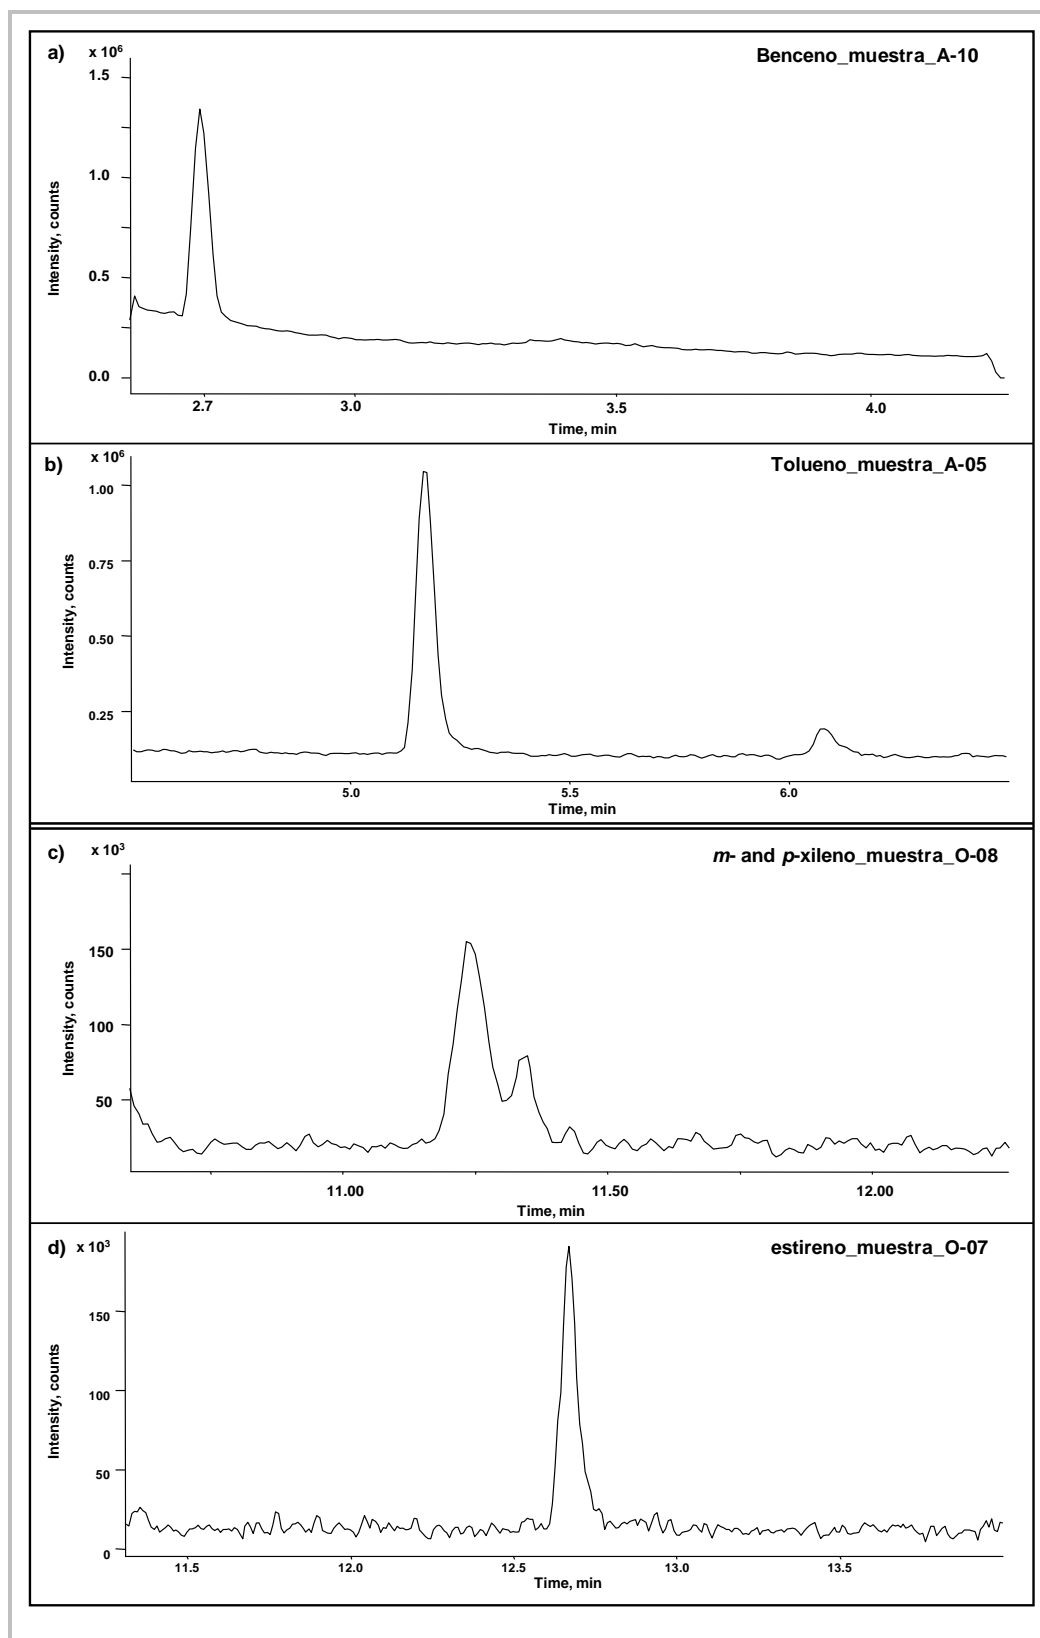 a)
x 10⁶
Benceno_muestra_A-10
1.5
1.0
0.5
0.0
Intensity, counts
2.7 3.0 3.5 4.0
Time, min
b)
x 10⁶
Tolueno_muestra_A-05
1.00
0.75
0.50
0.25
Intensity, counts
5.0 5.5 6.0
Time, min
c)
x 10³
m- and p-xileno_muestra_O-08
150
100
50
Intensity, counts
11.00 11.50 12.00
Time, min
d)
x 10³
estireno_muestra_O-07
150
100
50
0
Intensity, counts
11.5 12.0 12.5 13.0 13.5
Time, min